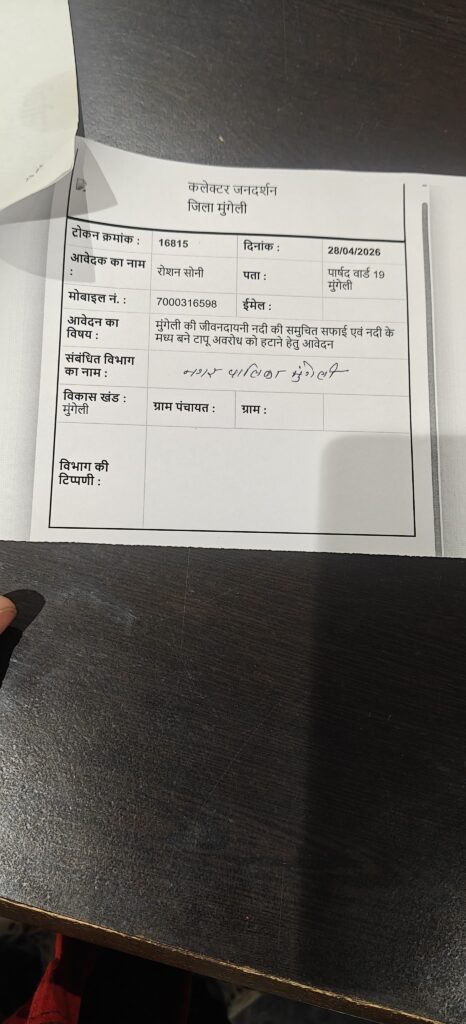 कलेक्टर जनदर्शन
जिला मुंगेली
टोकन क्रमांक : 16815 दिनांक : 28/04/2026
आवेदक का नाम : रोशन सोनी पता : पार्षद वार्ड 19 मुंगेली
मोबाइल नं. : 7000316598 ईमेल :
आवेदन का विषय : मुंगेली की जीवनदायनी नदी की समुचित सफाई एवं नदी के
मध्य बने टापू अवरोध को हटाने हेतु आवेदन
संबंधित विभाग का नाम : नगर पालिका मुंगेली
विकास खंड : मुंगेली ग्राम पंचायत : ग्राम :
विभाग की
टिप्पणी :